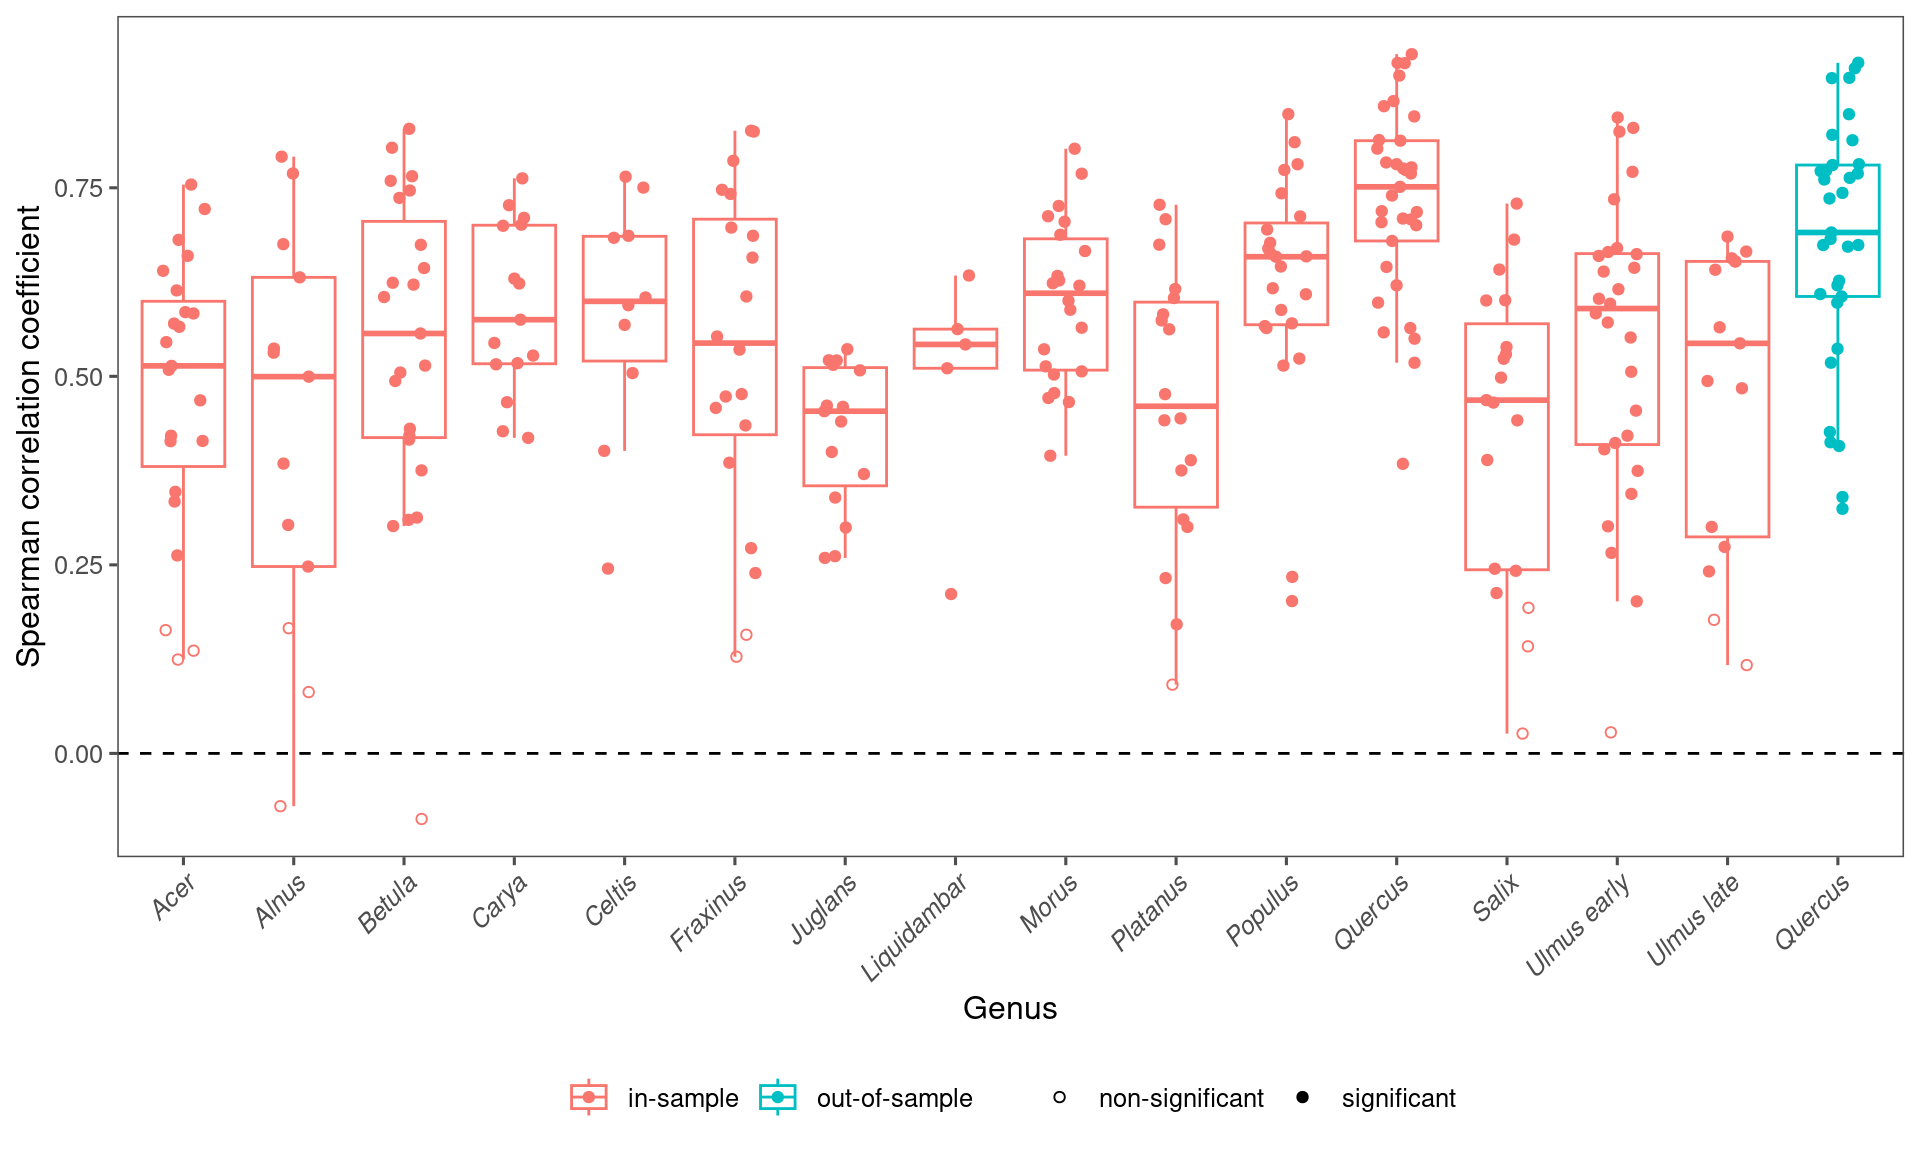 Spearman correlation coefficient
0.75
0.50
0.25
0.00
Acer
Alnus
Betula
Carya
Celtis
Fraxinus
Juglans
Liquidambar
Morus
Platanus
Populus
Quercus
Salix
Ulmus early
Ulmus late
Quercus
Genus
in-sample
out-of-sample
non-significant
significant